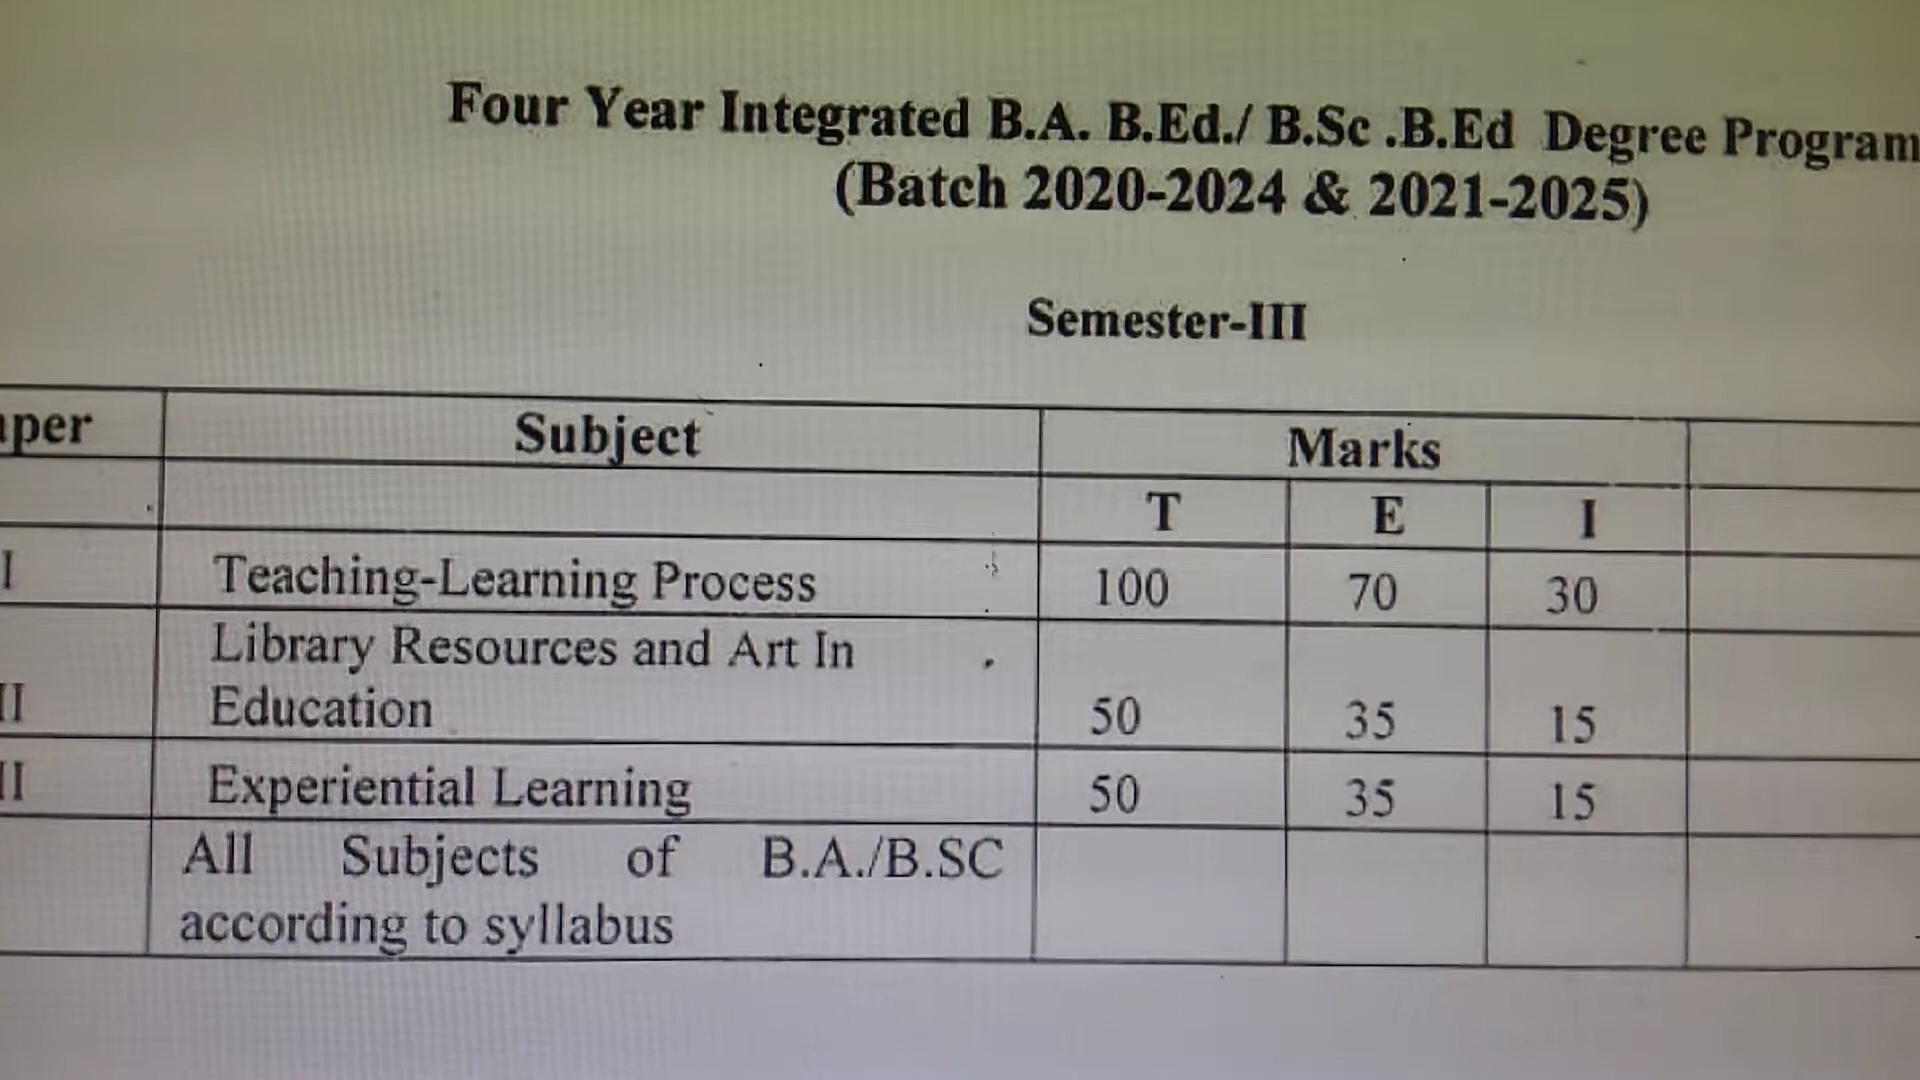 Four Year Integrated B.A. B.Ed./ B.Sc .B.Ed Degree Program
(Batch 2020-2024 & 2021-2025)
Semester-III
aper Subject Marks
T E I
I Teaching-Learning Process 100 70 30
Library Resources and Art In
II Education 50 35 15
II Experiential Learning 50 35 15
All Subjects of B.A./B.SC
according to syllabus